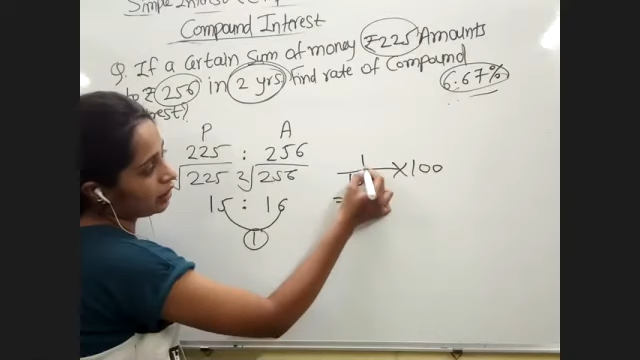 Simple Interest
Compound Interest
Q. If a Certain Sum of money ₹225 Amounts
to ₹ 256 in 2 yrs. Find rate of Compound
6.67%
P A
225 : 256
√225 2√256
15 : 16
1
1
× 100
=